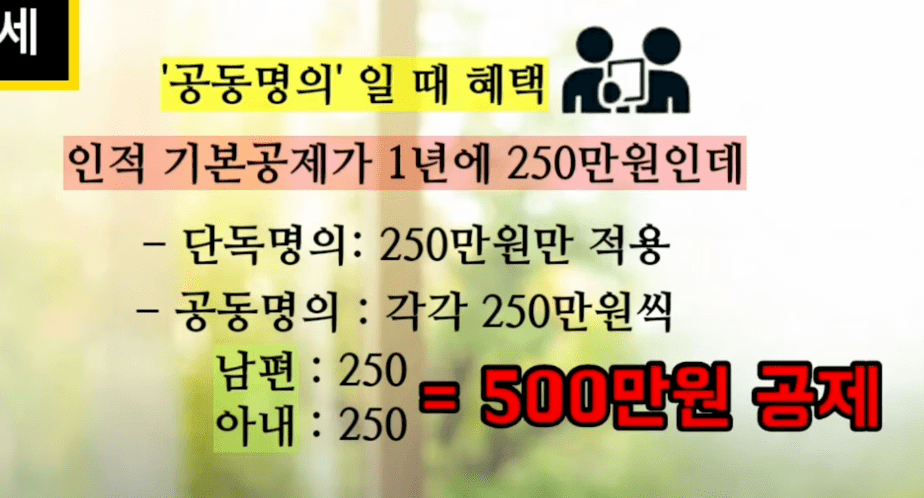 세
'공동명의' 일 때 혜택
인적 기본공제가 1년에 250만원인데
- 단독명의: 250만원만 적용
- 공동명의 : 각각 250만원씩
남편 : 250
아내 : 250
= 500만원 공제